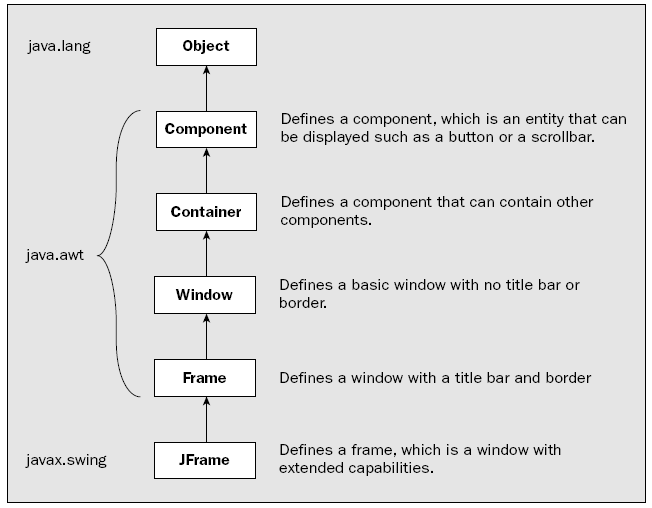 java.lang
Object
Component
Defines a component, which is an entity that can
be displayed such as a button or a scrollbar.
Container
Defines a component that can contain other
components.
java.awt
Window
Defines a basic window with no title bar or
border.
Frame
Defines a window with a title bar and border
javax.swing
JFrame
Defines a frame, which is a window with
extended capabilities.